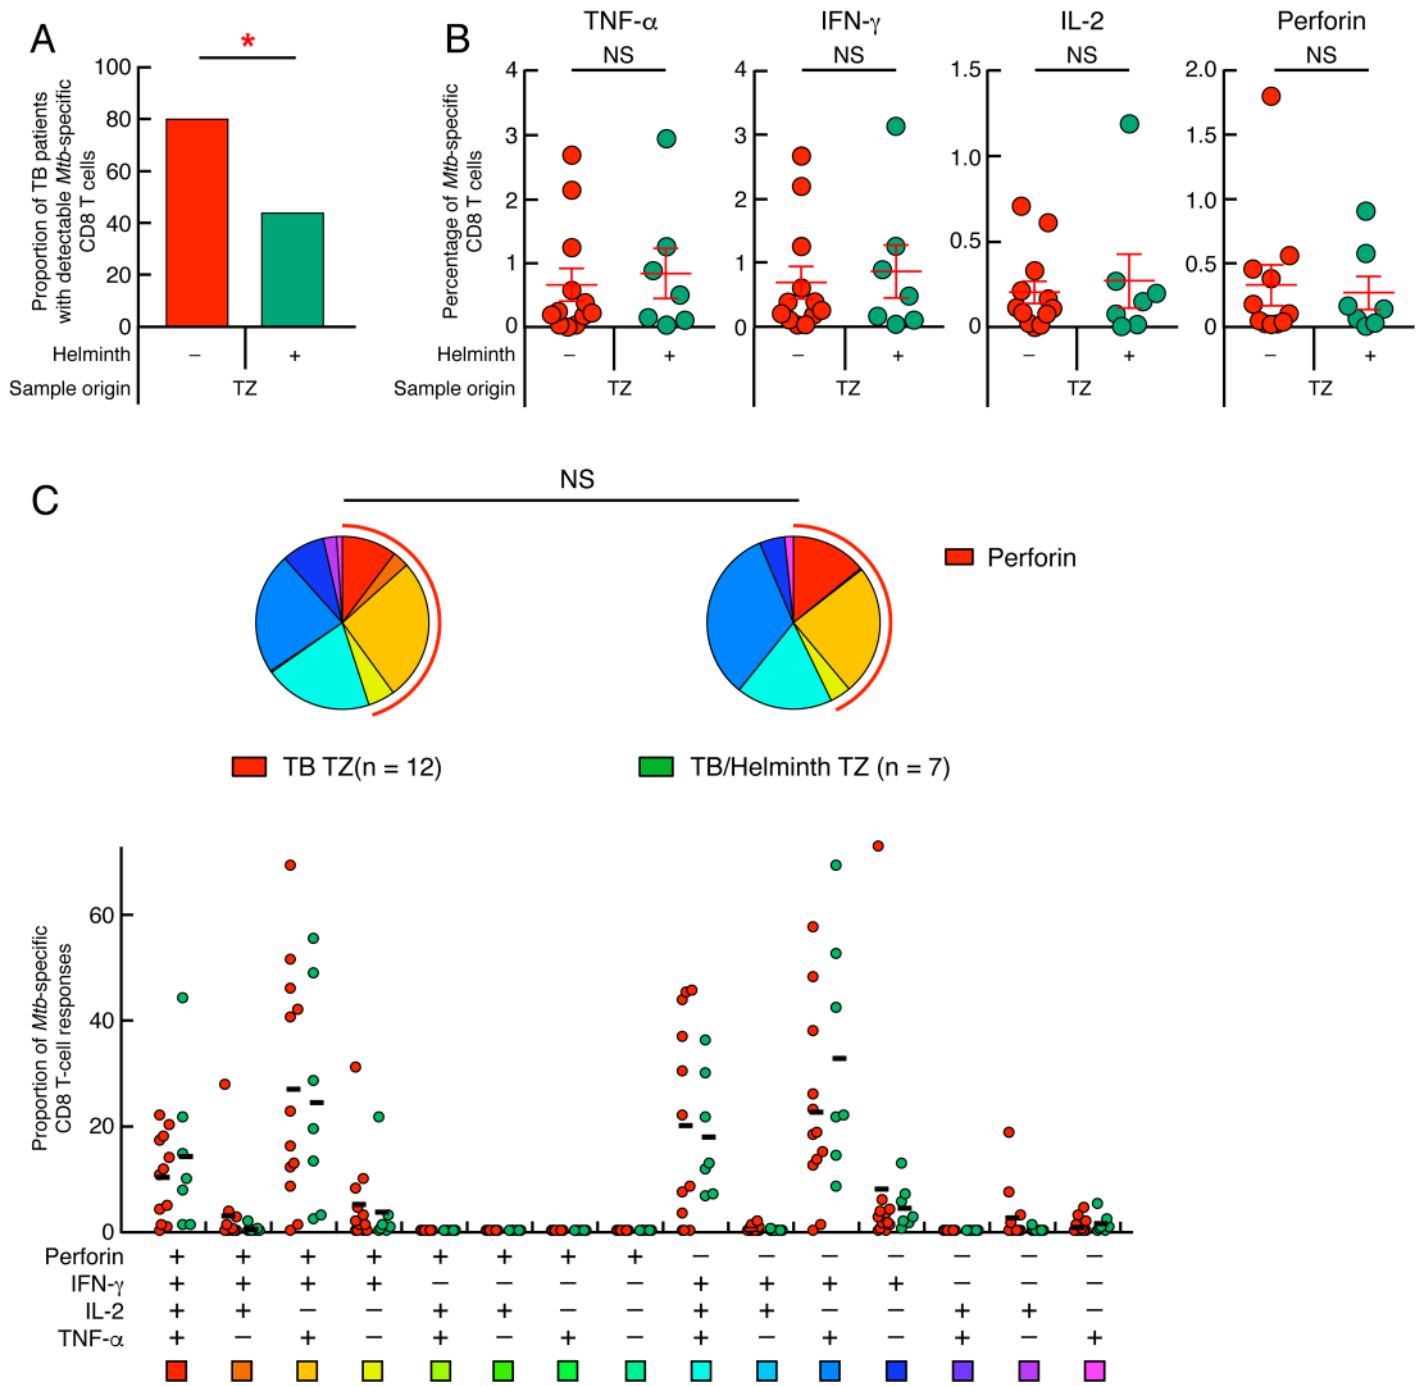 A
*
Proportion of TB patients
with detectable Mtb-specific
CD8 T cells
100
80
60
40
20
0
Helminth – +
Sample origin TZ
B
TNF-α IFN-γ IL-2 Perforin
NS NS NS NS
Percentage of Mtb-specific
CD8 T cells
4 4 1.5 2.0
3 3 1.5
1.0
2 2 1.0
0.5
1 1 0.5
0 0 0 0
Helminth – + – + – + – +
Sample origin TZ TZ TZ TZ
C
NS
Perforin
TB TZ(n = 12) TB/Helminth TZ (n = 7)
Proportion of Mtb-specific
CD8 T-cell responses
60
40
20
0
Perforin + + + + + + + + – – – – – – –
IFN-γ + + + + – – – – + + + + – – –
IL-2 + + – – + + – – + + – – + + –
TNF-α + – + – + – + – + – + – + – +